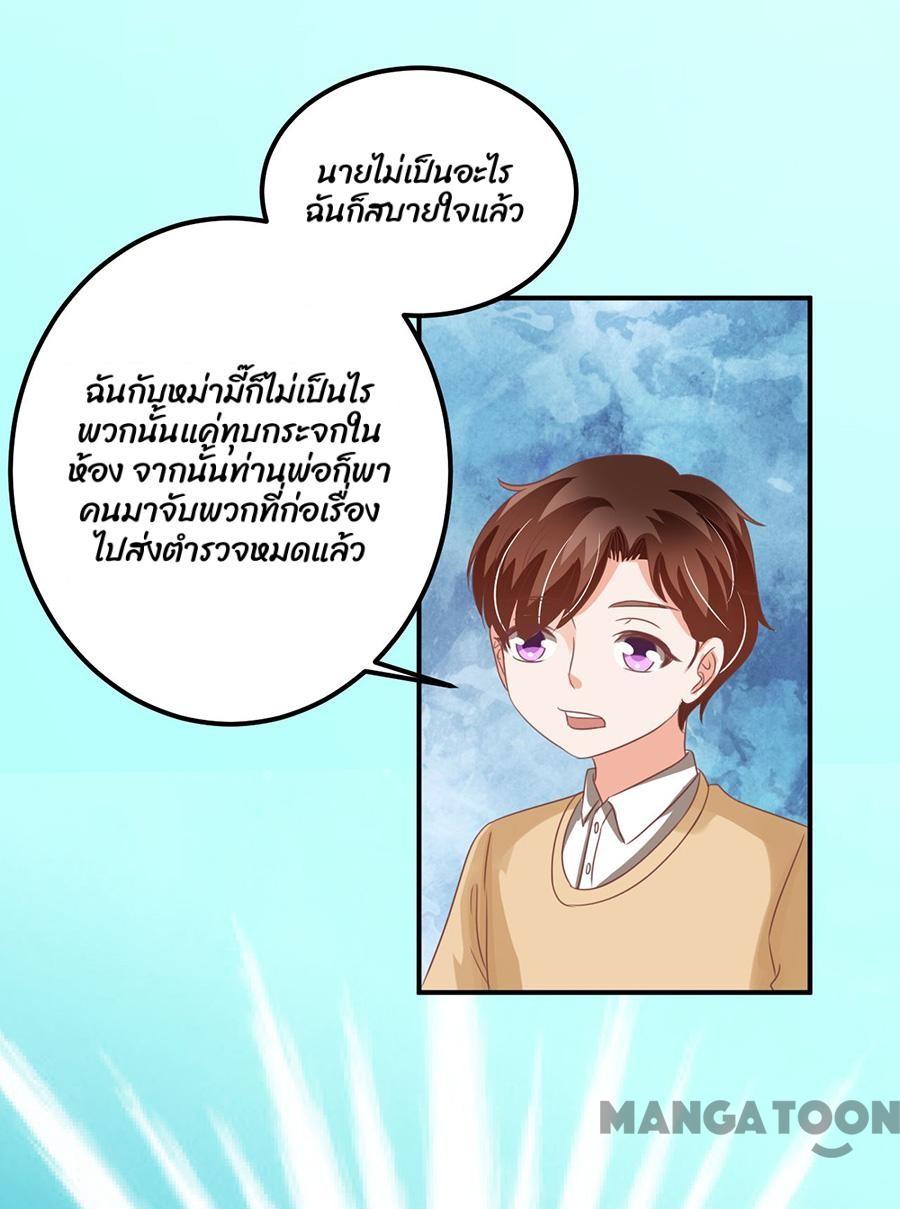 นายไม่เป็นอะไร
ฉันก็สบายใจแล้ว
ฉันกับหม่ามี๊ก็ไม่เป็นไร
พวกนั้นแค่ทุบกระจกใน
ห้อง จากนั้นท่านพ่อก็พา
คนมาจับพวกที่ก่อเรื่อง
ไปส่งตำรวจหมดแล้ว
MANGATOON